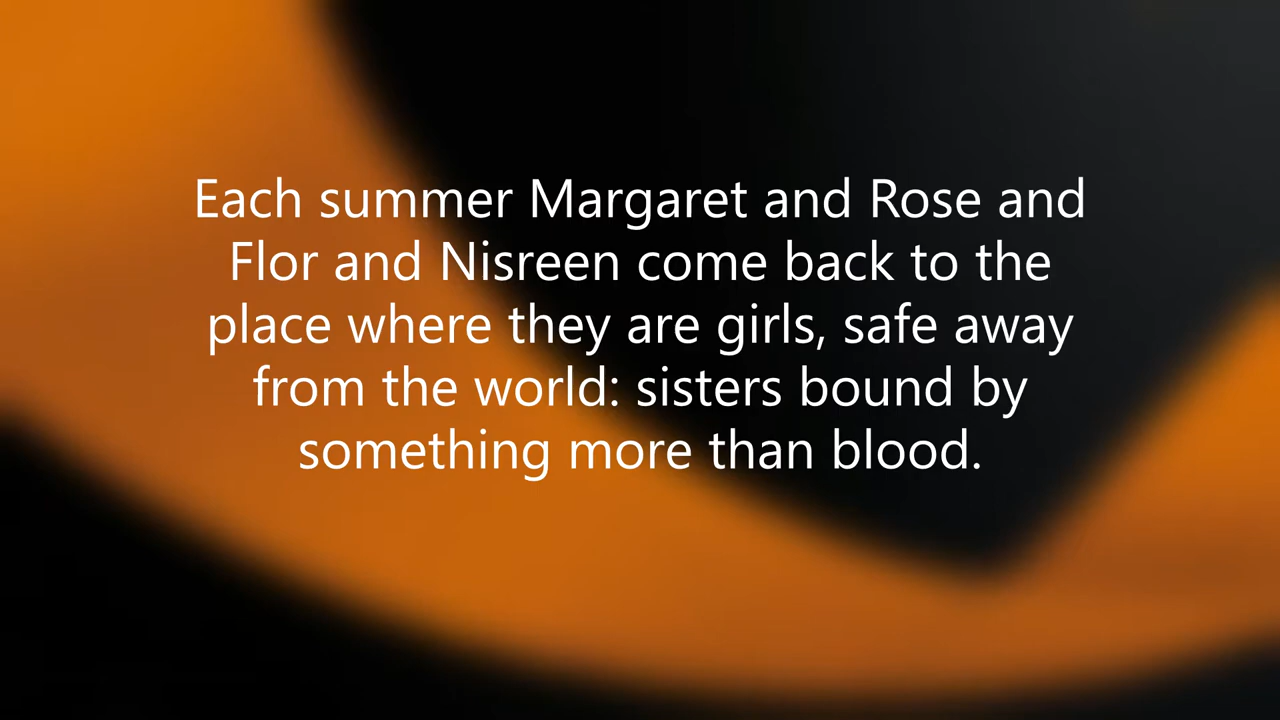 Each summer Margaret and Rose and
Flor and Nisreen come back to the
place where they are girls, safe away
from the world: sisters bound by
something more than blood.